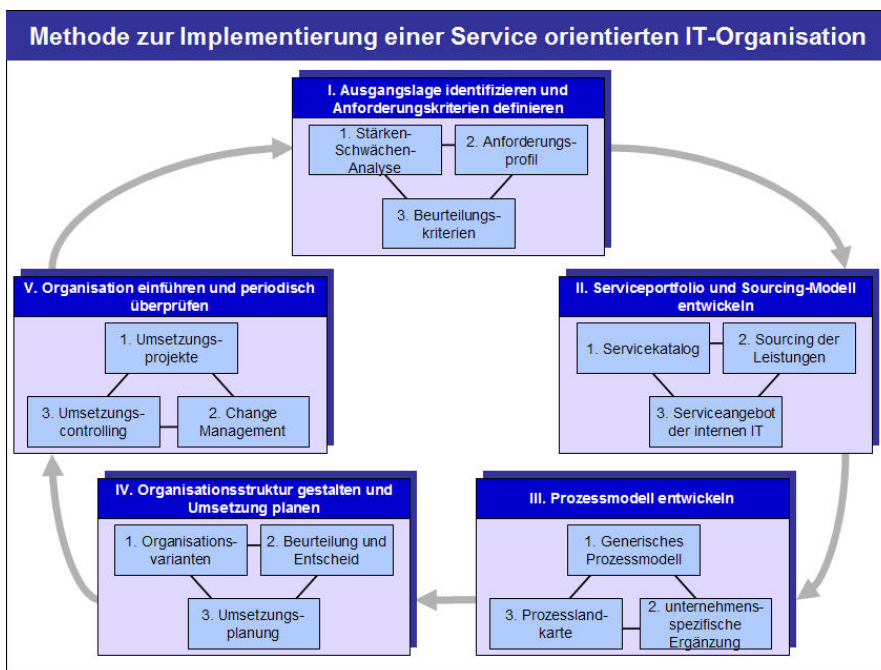 Methode zur Implementierung einer Service orientierten IT-Organisation
I. Ausgangslage identifizieren und
Anforderungskriterien definieren
1. Stärken-
Schwächen-
Analyse
2. Anforderungs-
profil
3. Beurteilungs-
kriterien
II. Serviceportfolio und Sourcing-Modell
entwickeln
1. Servicekatalog
2. Sourcing der
Leistungen
3. Serviceangebot
der internen IT
III. Prozessmodell entwickeln
1. Generisches
Prozessmodell
2. unternehmens-
spezifische
Ergänzung
3. Prozessland-
karte
IV. Organisationsstruktur gestalten und
Umsetzung planen
1. Organisations-
varianten
2. Beurteilung und
Entscheid
3. Umsetzungs-
planung
V. Organisation einführen und periodisch
überprüfen
1. Umsetzungs-
projekte
2. Change
Management
3. Umsetzungs-
controlling